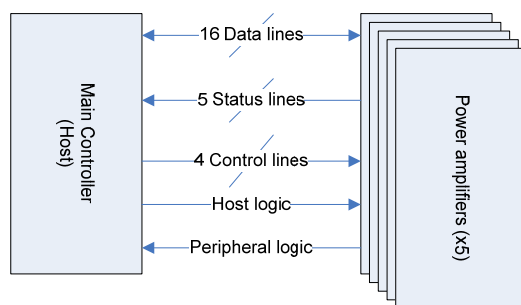 16 Data lines
5 Status lines
4 Control lines
Host logic
Peripheral logic
Main Controller
(Host)
Power amplifiers (x5)